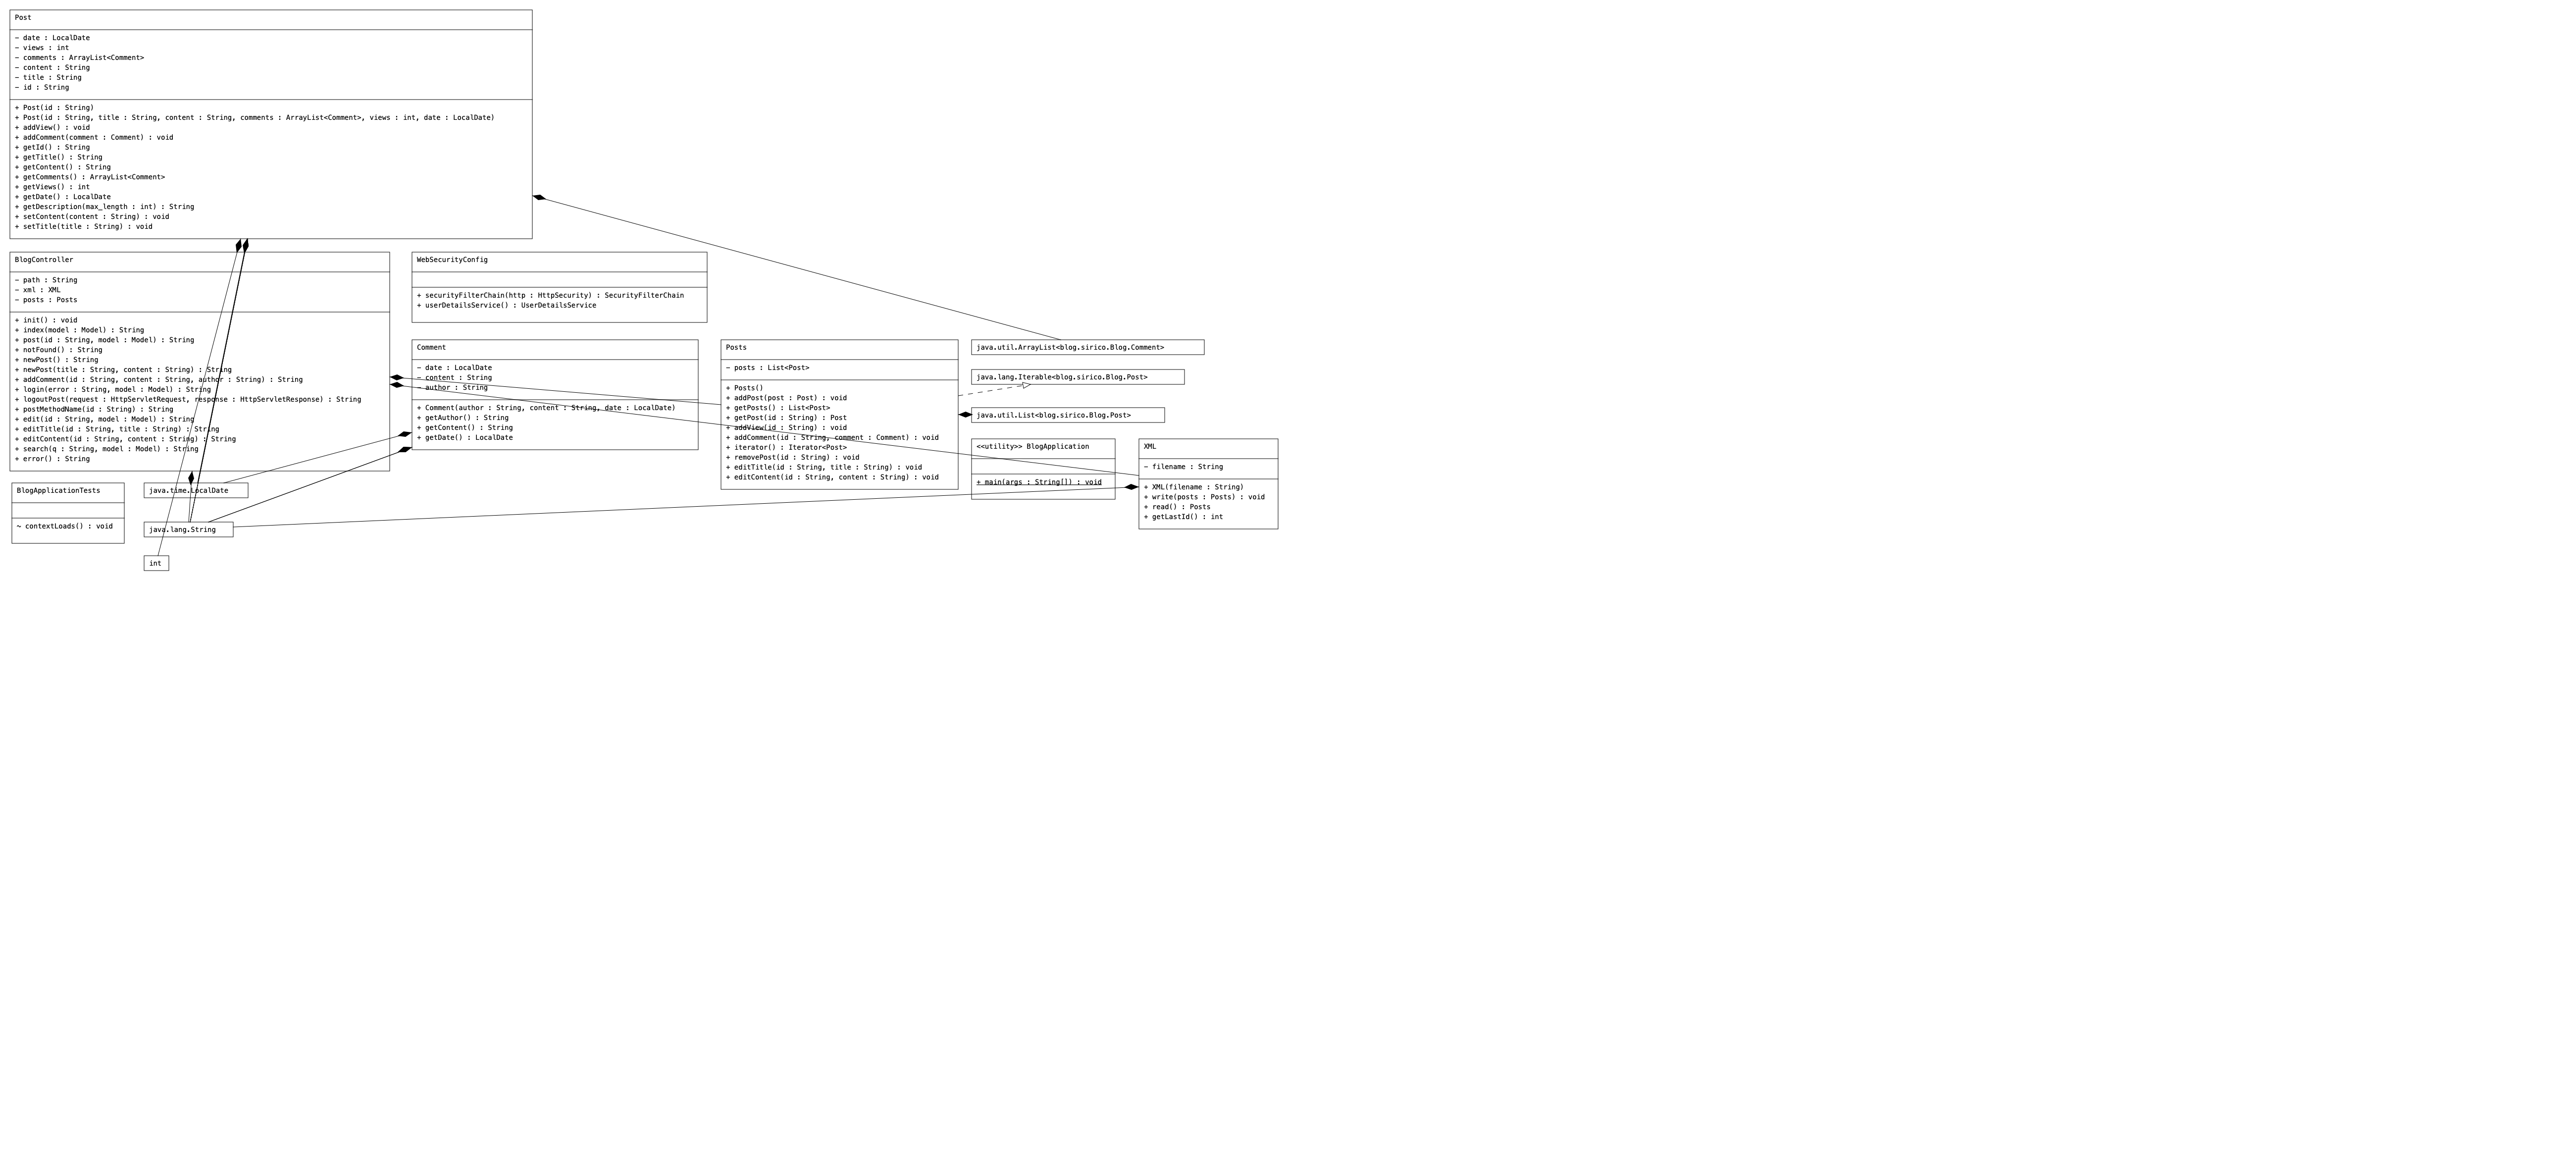 Post
− date : LocalDate
− views : int
− comments : ArrayList<Comment>
− content : String
− title : String
− id : String
+ Post(id : String)
+ Post(id : String, title : String, content : String, comments : ArrayList<Comment>, views : int, date : LocalDate)
+ addView() : void
+ addComment(comment : Comment) : void
+ getId() : String
+ getTitle() : String
+ getContent() : String
+ getComments() : ArrayList<Comment>
+ getViews() : int
+ getDate() : LocalDate
+ getDescription(max_length : int) : String
+ setContent(content : String) : void
+ setTitle(title : String) : void
BlogController
− path : String
− xml : XML
− posts : Posts
+ init() : void
+ index(model : Model) : String
+ post(id : String, model : Model) : String
+ notFound() : String
+ newPost() : String
+ newPost(title : String, content : String) : String
+ addComment(id : String, content : String, author : String) : String
+ login(error : String, model : Model) : String
+ logoutPost(request : HttpServletRequest, response : HttpServletResponse) : String
+ postMethodName(id : String) : String
+ edit(id : String, model : Model) : String
+ editTitle(id : String, title : String) : String
+ editContent(id : String, content : String) : String
+ search(q : String, model : Model) : String
+ error() : String
WebSecurityConfig
+ securityFilterChain(http : HttpSecurity) : SecurityFilterChain
+ userDetailsService() : UserDetailsService
Comment
− date : LocalDate
− content : String
− author : String
+ Comment(author : String, content : String, date : LocalDate)
+ getAuthor() : String
+ getContent() : String
+ getDate() : LocalDate
Posts
− posts : List<Post>
+ Posts()
+ addPost(post : Post) : void
+ getPosts() : List<Post>
+ getPost(id : String) : Post
+ addView(id : String) : void
+ addComment(id : String, comment : Comment) : void
+ iterator() : Iterator<Post>
+ removePost(id : String) : void
+ editTitle(id : String, title : String) : void
+ editContent(id : String, content : String) : void
java.util.ArrayList<blog.sirico.Blog.Comment>
java.lang.Iterable<blog.sirico.Blog.Post>
java.util.List<blog.sirico.Blog.Post>
<<utility>> BlogApplication
+ main(args : String[]) : void
XML
− filename : String
+ XML(filename : String)
+ write(posts : Posts) : void
+ read() : Posts
+ getLastId() : int
BlogApplicationTests
~ contextLoads() : void
java.time.LocalDate
java.lang.String
int